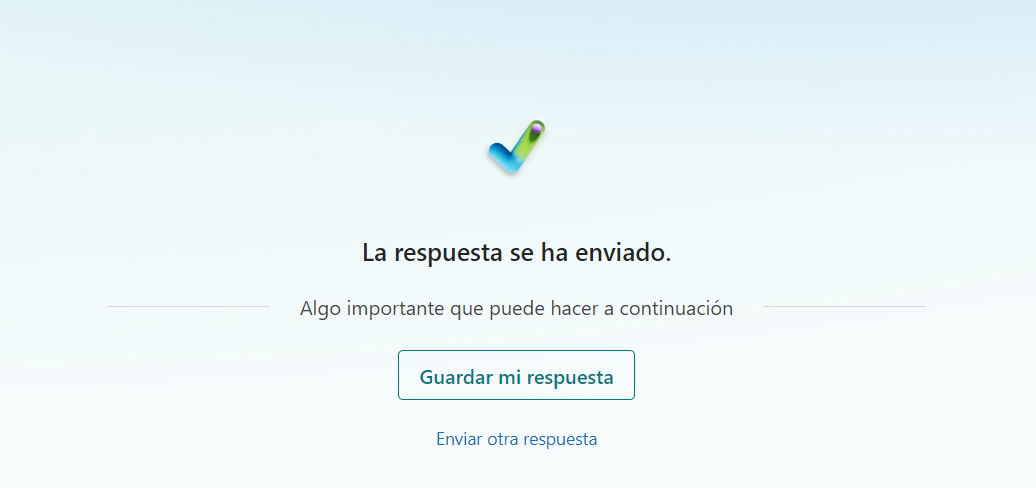 La respuesta se ha enviado.
Algo importante que puede hacer a continuación
Guardar mi respuesta
Enviar otra respuesta